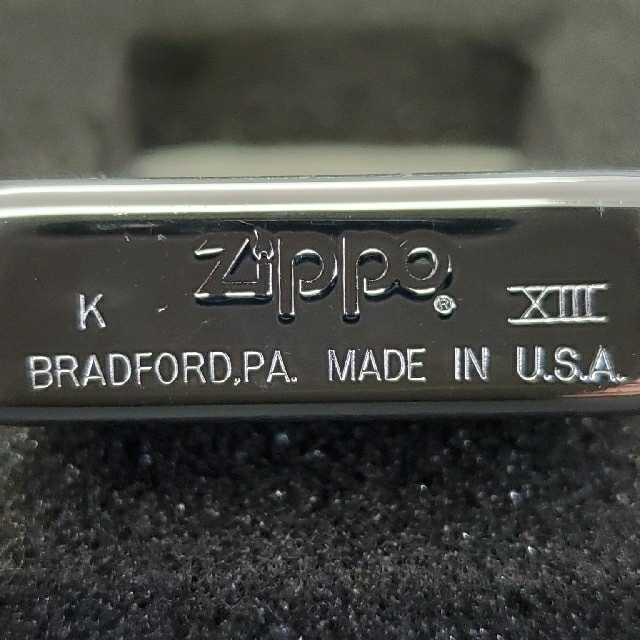 Zippo®
K XIII
BRADFORD,PA. MADE IN U.S.A.